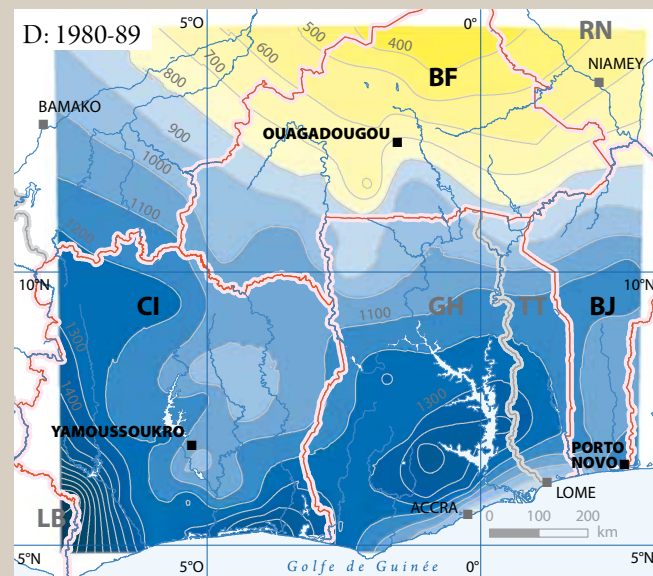 D: 1980-89
5°O
0°
RN
500
400
600
700
800
BF
NIAMEY
BAMAKO
OUAGADOUGOU
900
1000
1100
1200
10°N
10°N
CI
1100
GH
TT
BJ
1300
1400
1300
YAMOUSSOUKRO
PORTO
NOVO
LOME
ACCRA
LB
0 100 200
km
5°N
5°O
Golfe de Guinée
0°
5°N